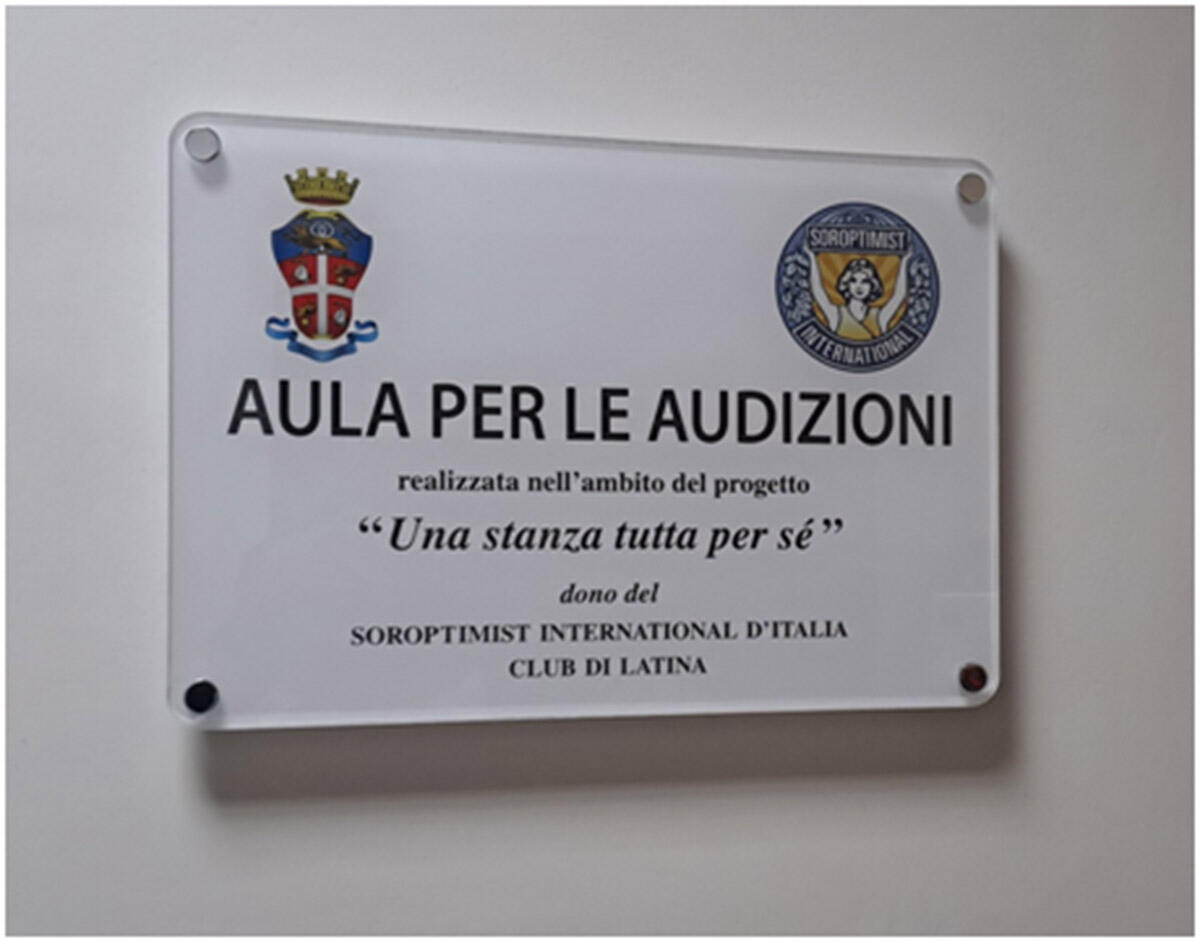 SOROPTIMIST
INTERNATIONAL
AULA PER LE AUDIZIONI
realizzata nell'ambito del progetto
“Una stanza tutta per sé”
dono del
SOROPTIMIST INTERNATIONAL D'ITALIA
CLUB DI LATINA